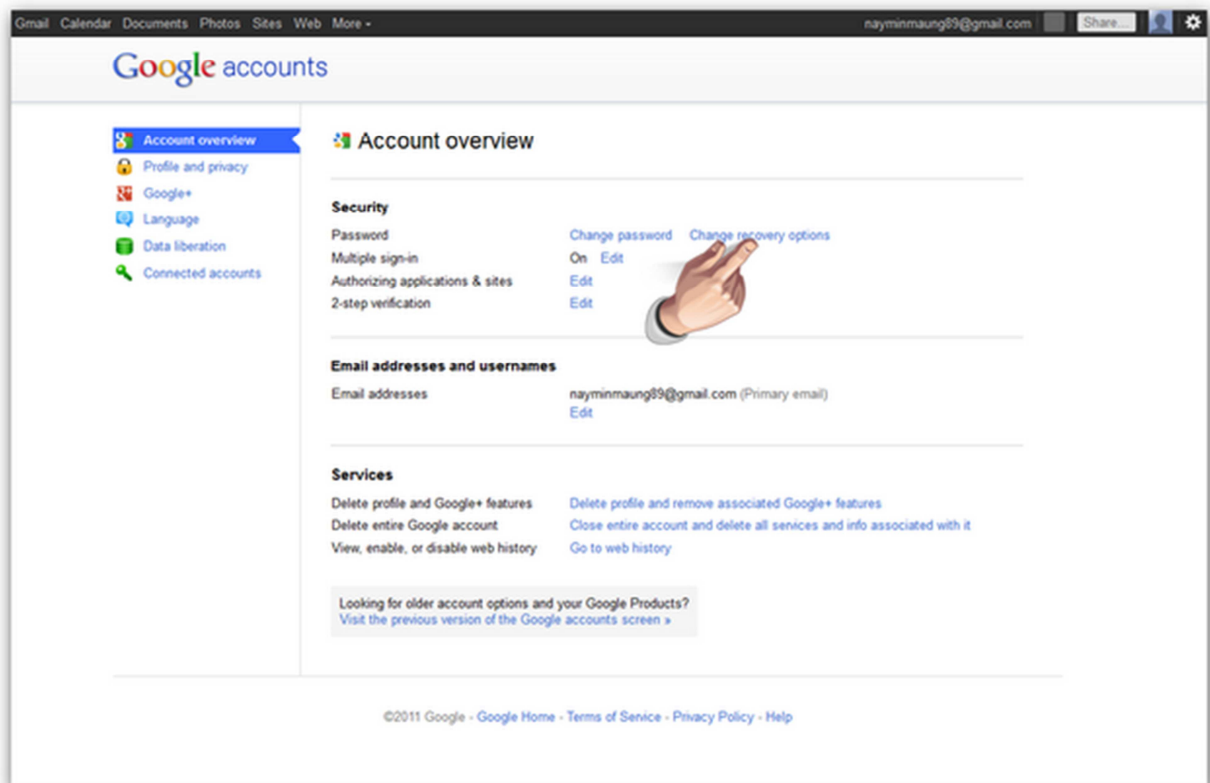 Gmail Calendar Documents Photos Sites Web More
nayminmaung89@gmail.com Share...
Google accounts
Account overview
Profile and privacy
Google+
Language
Data liberation
Connected accounts
Account overview
Security
Password Change password Change recovery options
Multiple sign-in On Edit
Authorizing applications & sites Edit
2-step verification Edit
Email addresses and usernames
Email addresses nayminmaung89@gmail.com (Primary email)
Edit
Services
Delete profile and Google+ features Delete profile and remove associated Google+ features
Delete entire Google account Close entire account and delete all services and info associated with it
View, enable, or disable web history Go to web history
Looking for older account options and your Google Products?
Visit the previous version of the Google accounts screen »
©2011 Google - Google Home - Terms of Service - Privacy Policy - Help